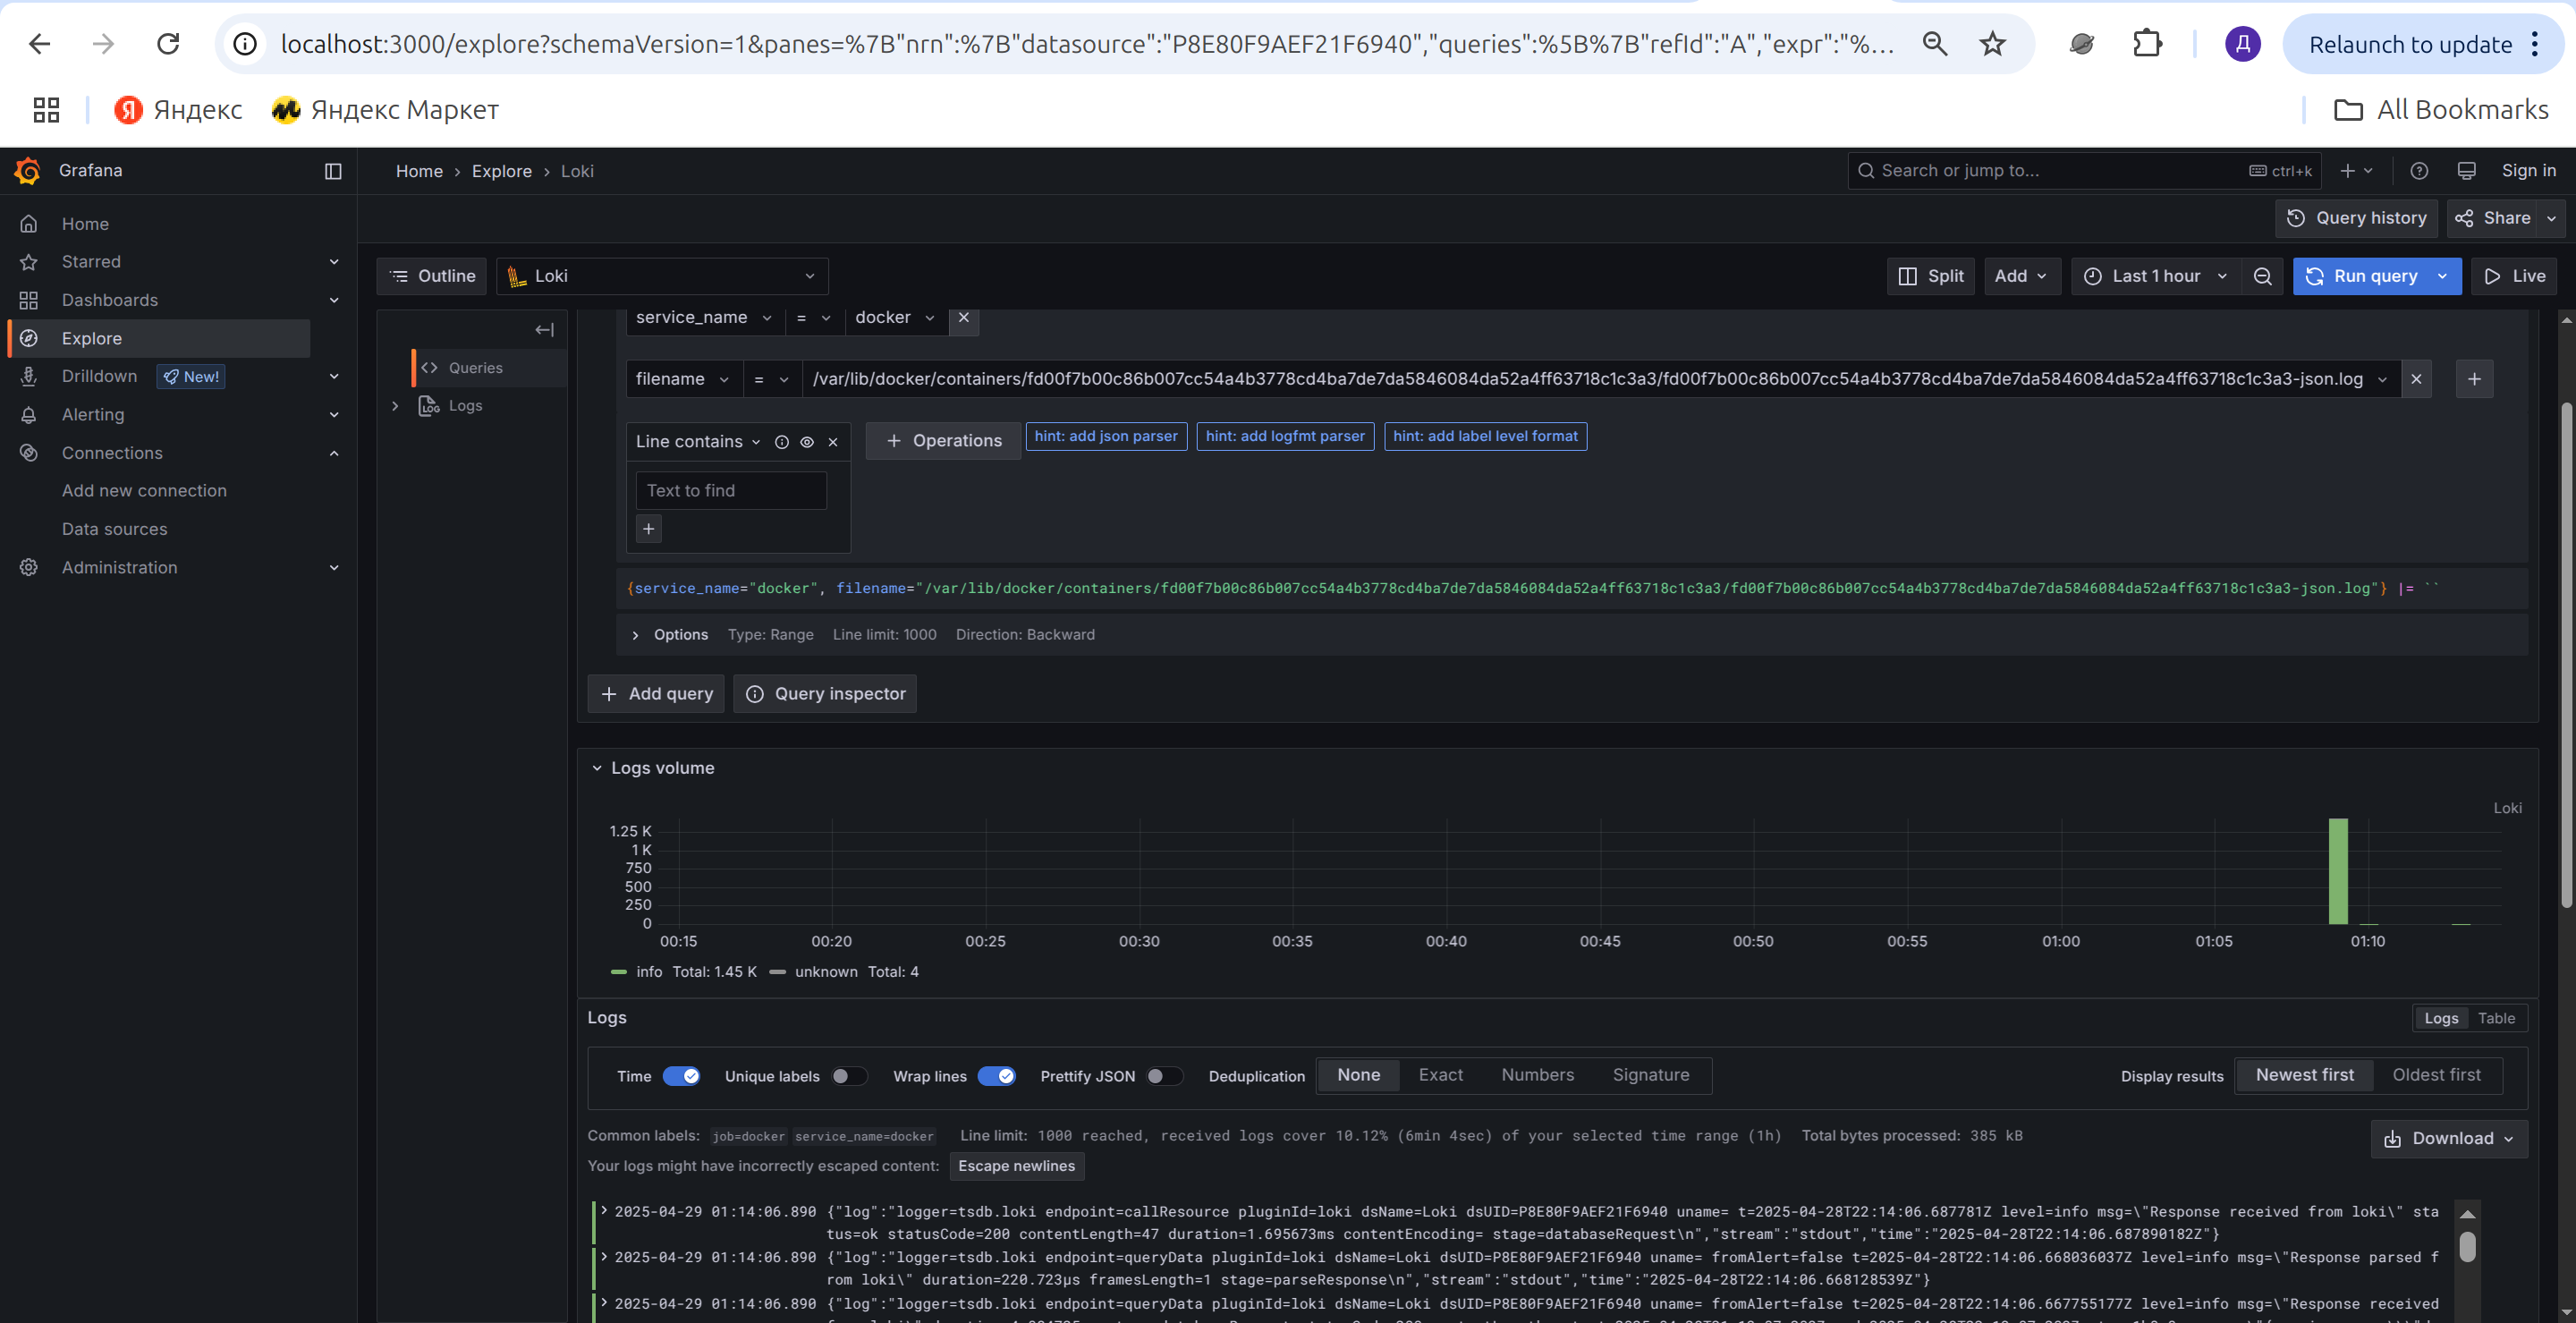 localhost:3000/explore?schemaVersion=1&panes=%7B"nrn":%7B"datasource":"P8E80F9AEF21F6940","queries":%5B%7B"refId":"A","expr":"%...
Д
Relaunch to update
Я Яндекс
Яндекс Маркет
All Bookmarks
Grafana
Home › Explore › Loki
Search or jump to...
ctrl+k
Sign in
Query history
Share
Home
Starred
Dashboards
Explore
Drilldown
New!
Alerting
Connections
Add new connection
Data sources
Administration
Outline
Loki
Split
Add
Last 1 hour
Run query
Live
Queries
LOG Logs
service_name = docker
filename = /var/lib/docker/containers/fd00f7b00c86b007cc54a4b3778cd4ba7de7da5846084da52a4ff63718c1c3a3/fd00f7b00c86b007cc54a4b3778cd4ba7de7da5846084da52a4ff63718c1c3a3-json.log
Line contains
Text to find
+
+ Operations
hint: add json parser
hint: add logfmt parser
hint: add label level format
{service_name="docker", filename="/var/lib/docker/containers/fd00f7b00c86b007cc54a4b3778cd4ba7de7da5846084da52a4ff63718c1c3a3/fd00f7b00c86b007cc54a4b3778cd4ba7de7da5846084da52a4ff63718c1c3a3-json.log"} |= ``
Options Type: Range Line limit: 1000 Direction: Backward
+ Add query
Query inspector
Logs volume
Loki
1.25 K
1 K
750
500
250
0
00:15 00:20 00:25 00:30 00:35 00:40 00:45 00:50 00:55 01:00 01:05 01:10
info Total: 1.45 K unknown Total: 4
Logs
Logs Table
Time Unique labels Wrap lines Prettify JSON Deduplication None Exact Numbers Signature
Display results Newest first Oldest first
Common labels: job=docker service_name=docker Line limit: 1000 reached, received logs cover 10.12% (6min 4sec) of your selected time range (1h) Total bytes processed: 385 kB
Download
Your logs might have incorrectly escaped content: Escape newlines
2025-04-29 01:14:06.890 {"log":"logger=tsdb.loki endpoint=callResource pluginId=loki dsName=Loki dsUID=P8E80F9AEF21F6940 uname= t=2025-04-28T22:14:06.687781Z level=info msg=\"Response received from loki\" sta
tus=ok statusCode=200 contentLength=47 duration=1.695673ms contentEncoding= stage=databaseRequest\n","stream":"stdout","time":"2025-04-28T22:14:06.687890182Z"}
2025-04-29 01:14:06.890 {"log":"logger=tsdb.loki endpoint=queryData pluginId=loki dsName=Loki dsUID=P8E80F9AEF21F6940 uname= fromAlert=false t=2025-04-28T22:14:06.668036037Z level=info msg=\"Response parsed f
rom loki\" duration=220.723µs framesLength=1 stage=parseResponse\n","stream":"stdout","time":"2025-04-28T22:14:06.668128539Z"}
2025-04-29 01:14:06.890 {"log":"logger=tsdb.loki endpoint=queryData pluginId=loki dsName=Loki dsUID=P8E80F9AEF21F6940 uname= fromAlert=false t=2025-04-28T22:14:06.667755177Z level=info msg=\"Response received